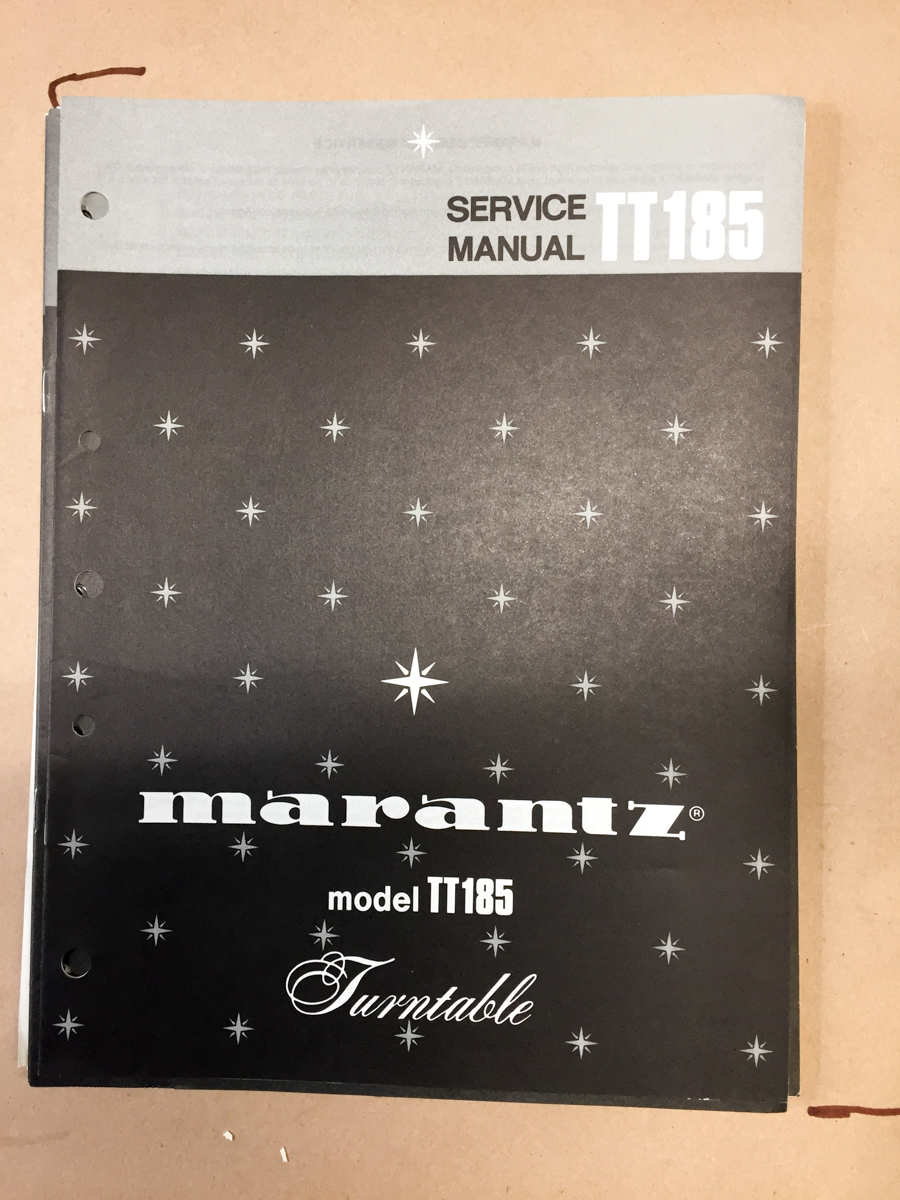 SERVICE
MANUAL TT185
marantz®
model TT185
Turntable